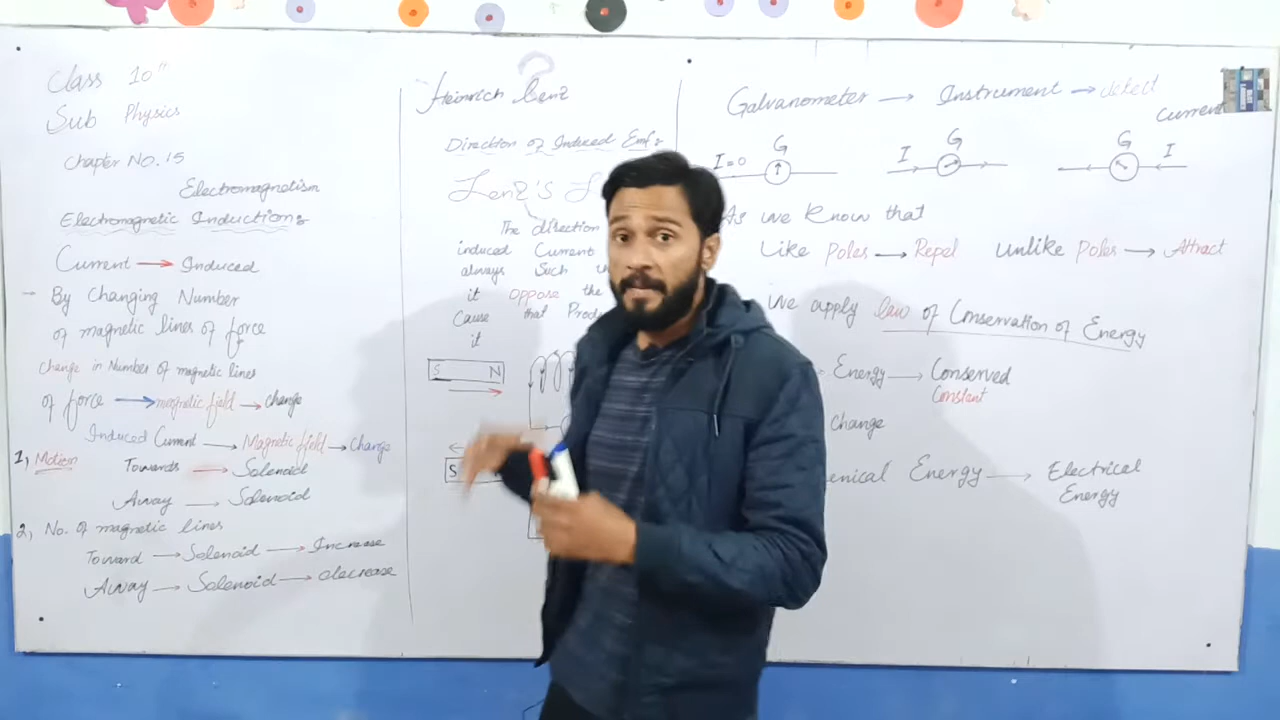 Class 10"
Sub Physics
Chapter No. 15
Electromagnetism
Electromagnetic Induction:
Current → Induced
- By Changing Number
of magnetic lines of force
Change in Number of magnetic lines
of force → magnetic field → change
Induced Current → Magnetic field → Change
1, Motion
Towards → Solenoid
Away → Solenoid
2, No. of magnetic lines
Toward → Solenoid → Increase
Away → Solenoid → decrease
Heinrich Lenz
Direction of Induced Emf:
Lenz's L
The direction
induced Current
always Such
it oppose the
Cause that Produ
it
S N
S
Galvanometer → Instrument → detect
Current
I=0 G
I G
G I
As we know that
Like Poles → Repel Unlike Poles → Attract
We apply law of Conservation of Energy
Energy → Conserved
Constant
Change
Energy → Electrical
Energy